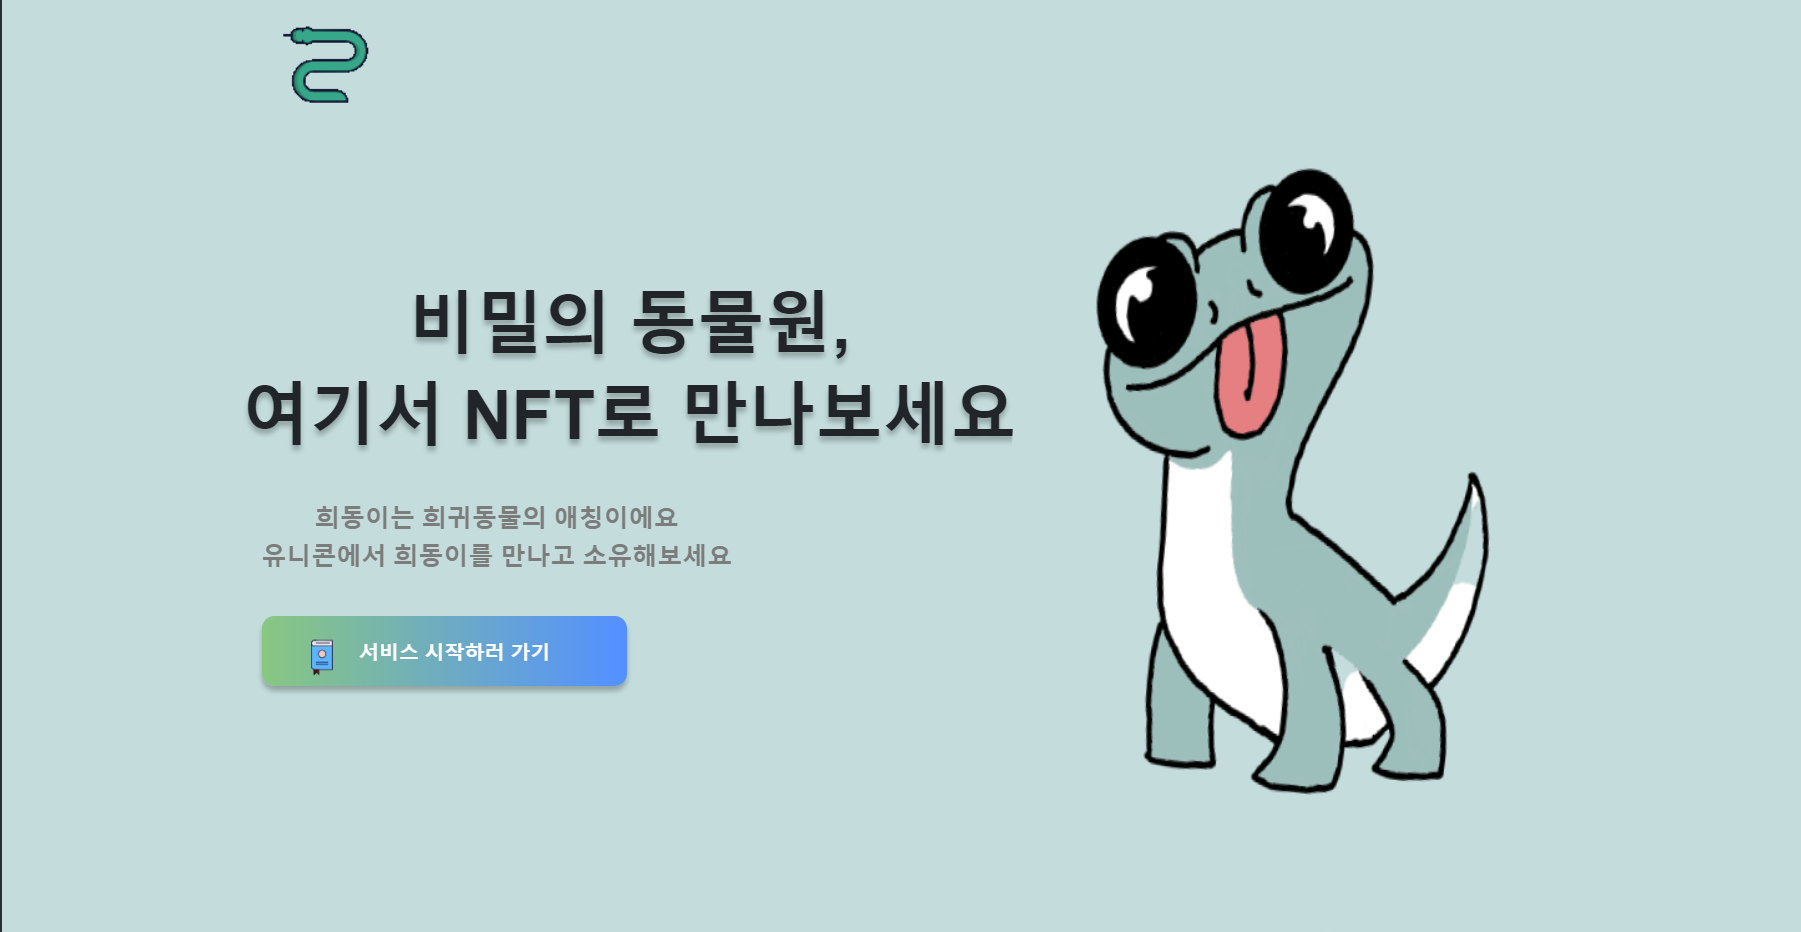 비밀의 동물원,
여기서 NFT로 만나보세요
희동이는 희귀동물의 애칭이에요
유니콘에서 희동이를 만나고 소유해보세요
서비스 시작하러 가기